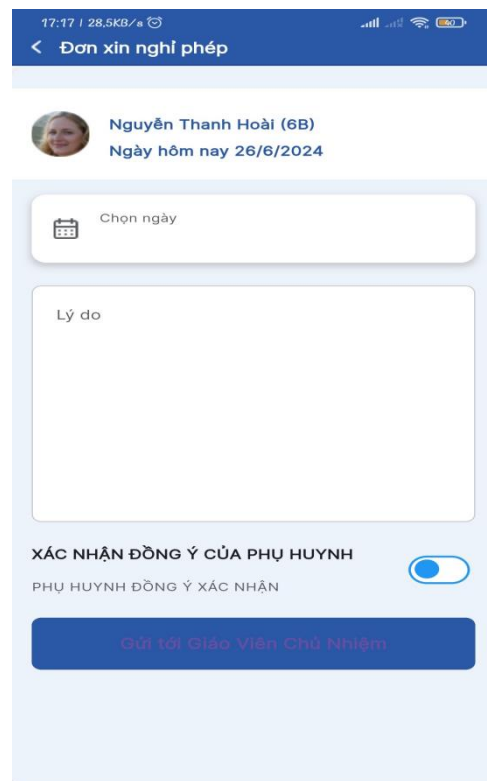 17:17 | 28,5KB/s
Đơn xin nghỉ phép
Nguyễn Thanh Hoài (6B)
Ngày hôm nay 26/6/2024
Chọn ngày
Lý do
XÁC NHẬN ĐỒNG Ý CỦA PHỤ HUYNH
PHỤ HUYNH ĐỒNG Ý XÁC NHẬN
Gửi tới Giáo Viên Chủ Nhiệm